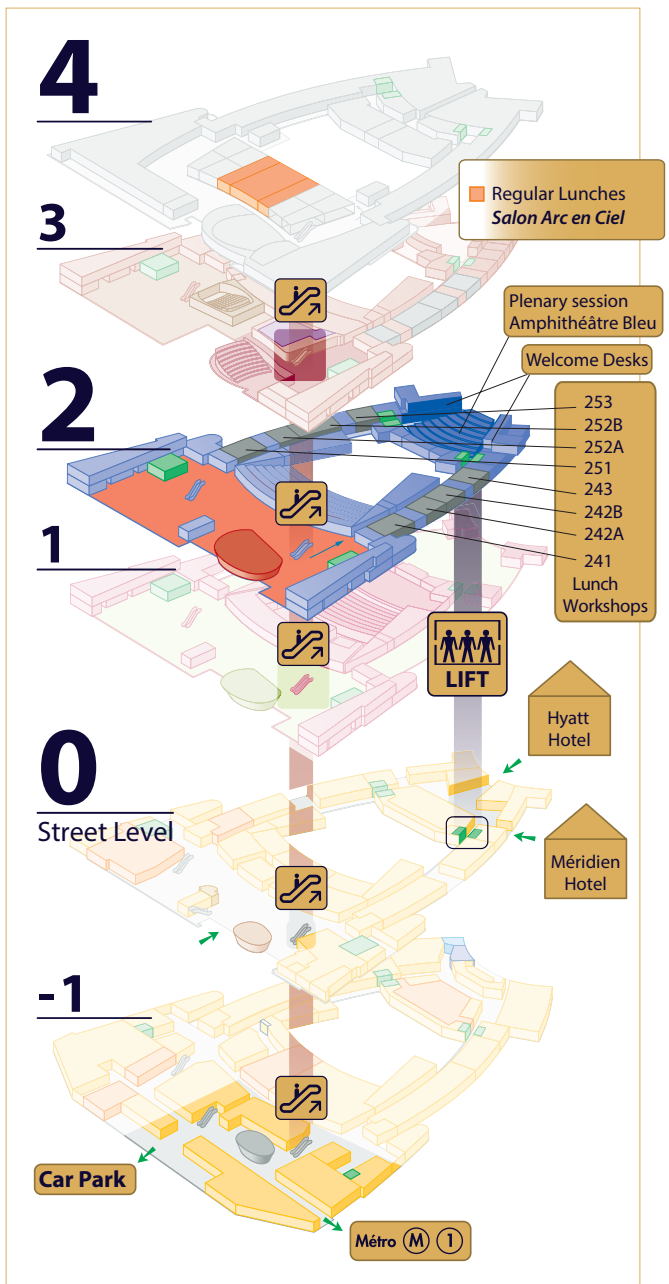 4
Regular Lunches
Salon Arc en Ciel
3
Plenary session
Amphithéâtre Bleu
Welcome Desks
2
253
252B
252A
251
243
242B
242A
241
Lunch
Workshops
1
LIFT
Hyatt
Hotel
0
Street Level
Méridien
Hotel
-1
Car Park
Métro M 1